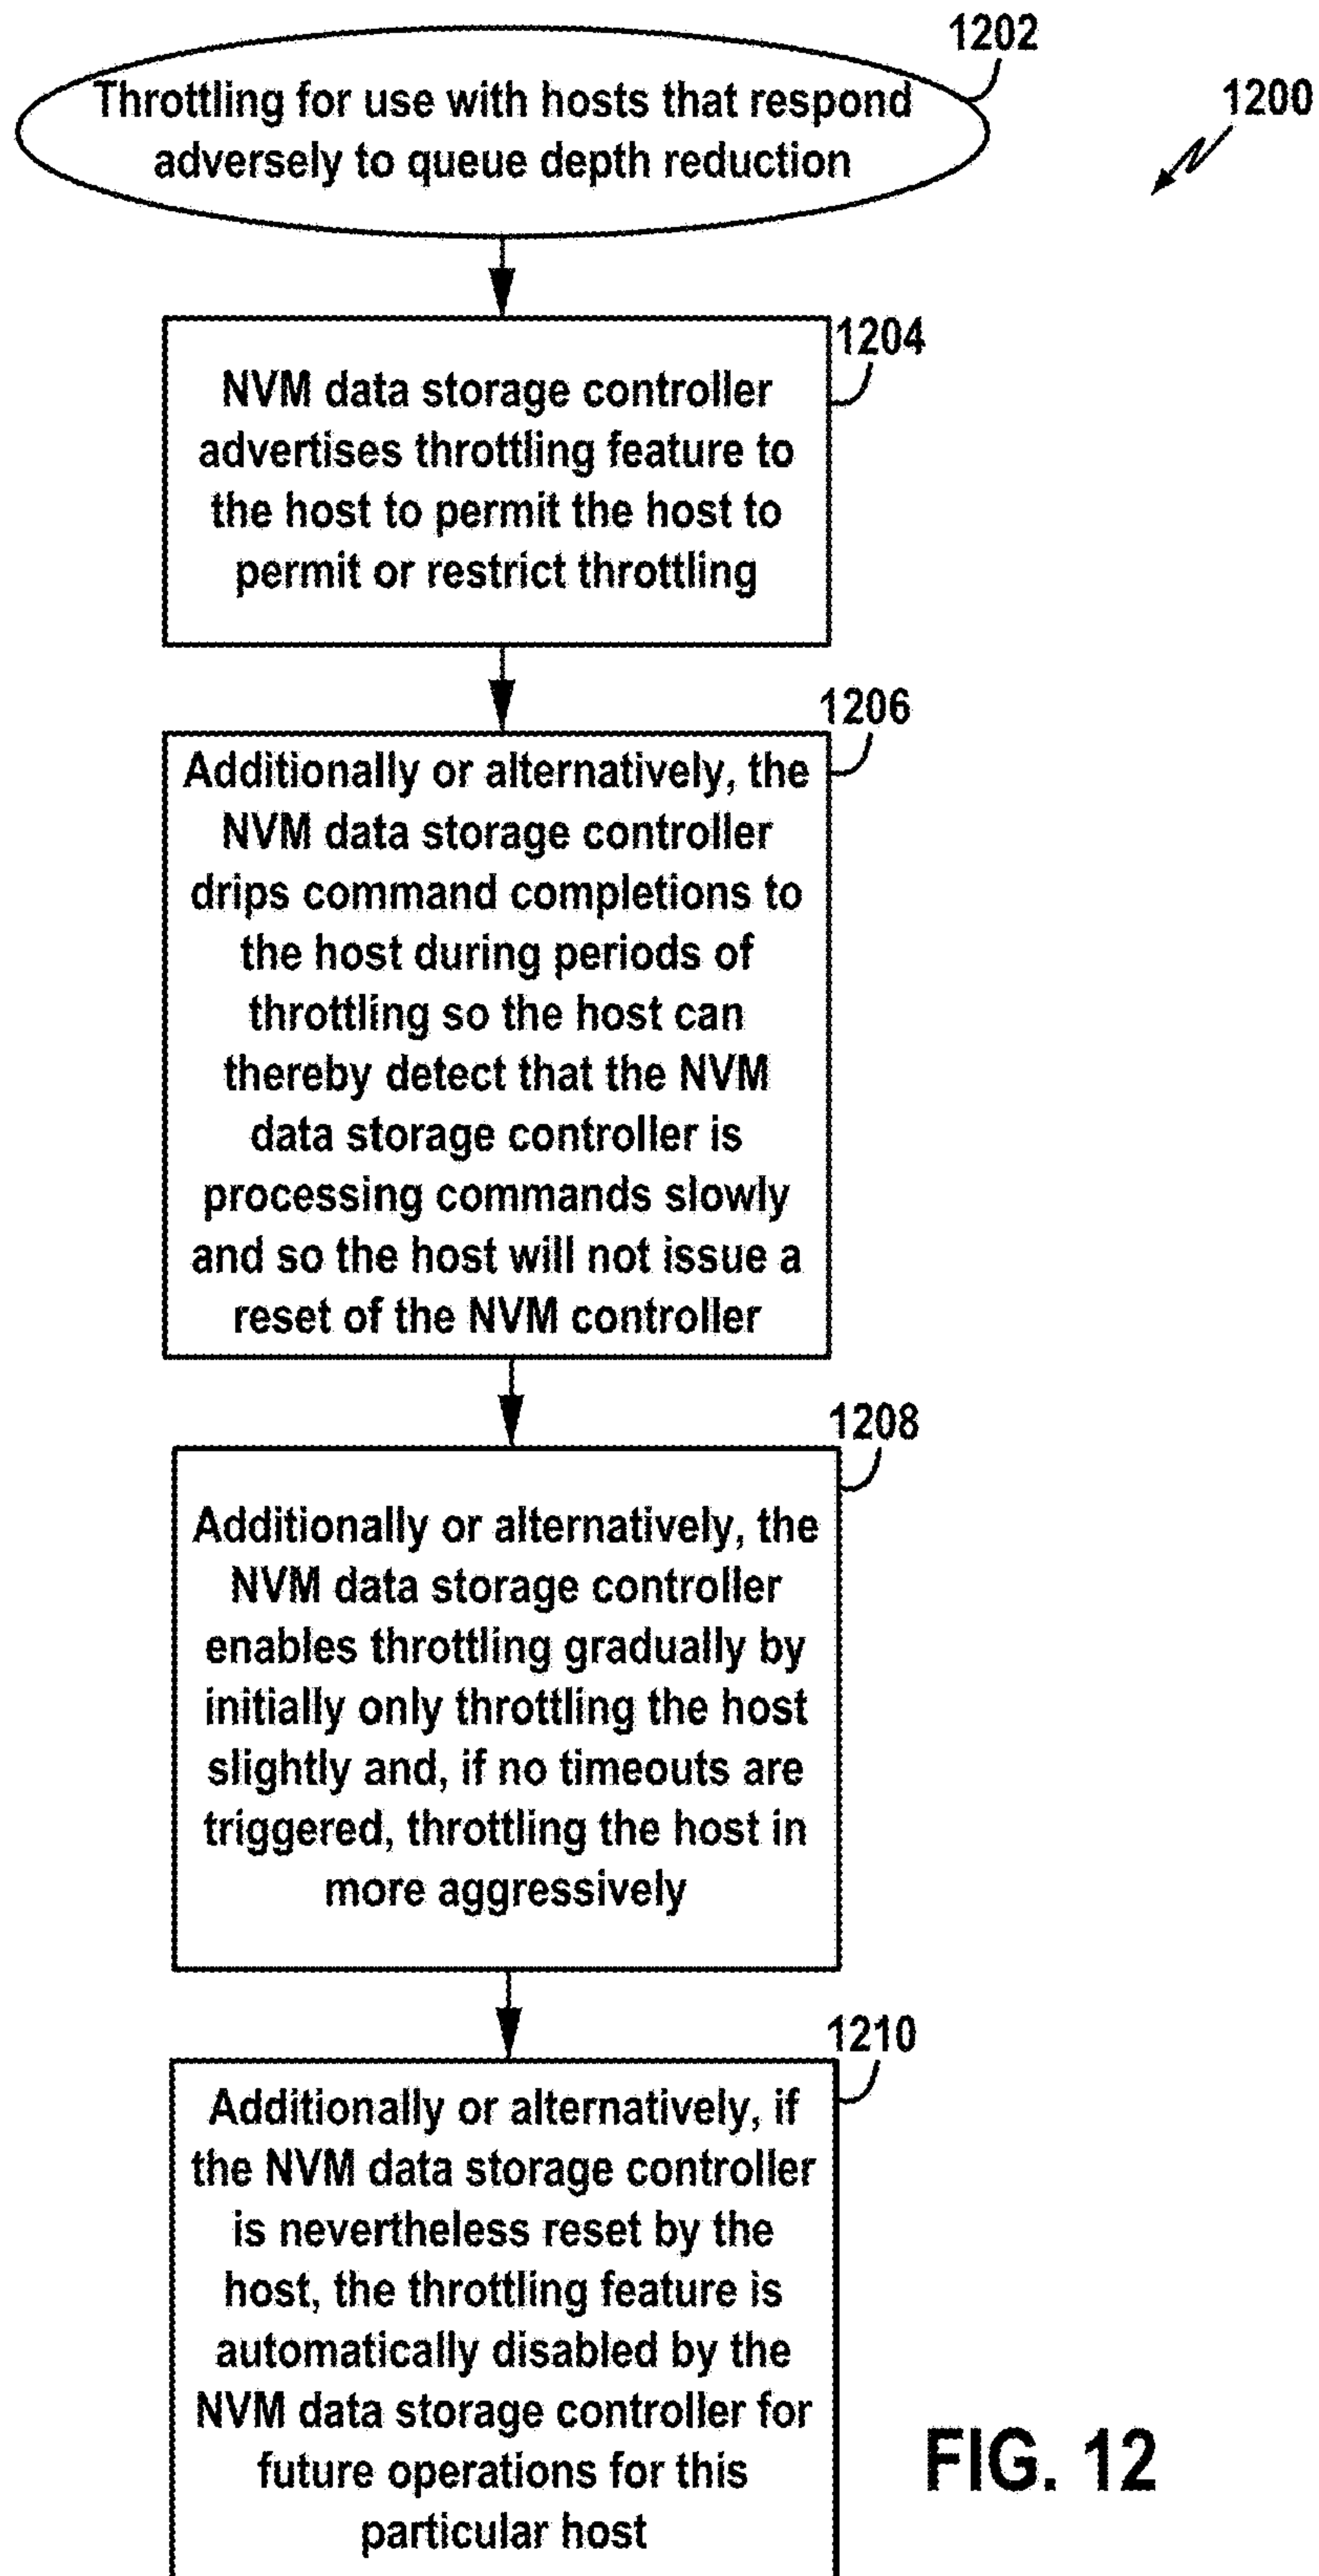 1202
1200
Throttling for use with hosts that respond
adversely to queue depth reduction
1204
NVM data storage controller
advertises throttling feature to
the host to permit the host to
permit or restrict throttling
1206
Additionally or alternatively, the
NVM data storage controller
drips command completions to
the host during periods of
throttling so the host can
thereby detect that the NVM
data storage controller is
processing commands slowly
and so the host will not issue a
reset of the NVM controller
1208
Additionally or alternatively, the
NVM data storage controller
enables throttling gradually by
initially only throttling the host
slightly and, if no timeouts are
triggered, throttling the host in
more aggressively
1210
Additionally or alternatively, if
the NVM data storage controller
is nevertheless reset by the
host, the throttling feature is
automatically disabled by the
NVM data storage controller for
future operations for this
particular host
FIG. 12